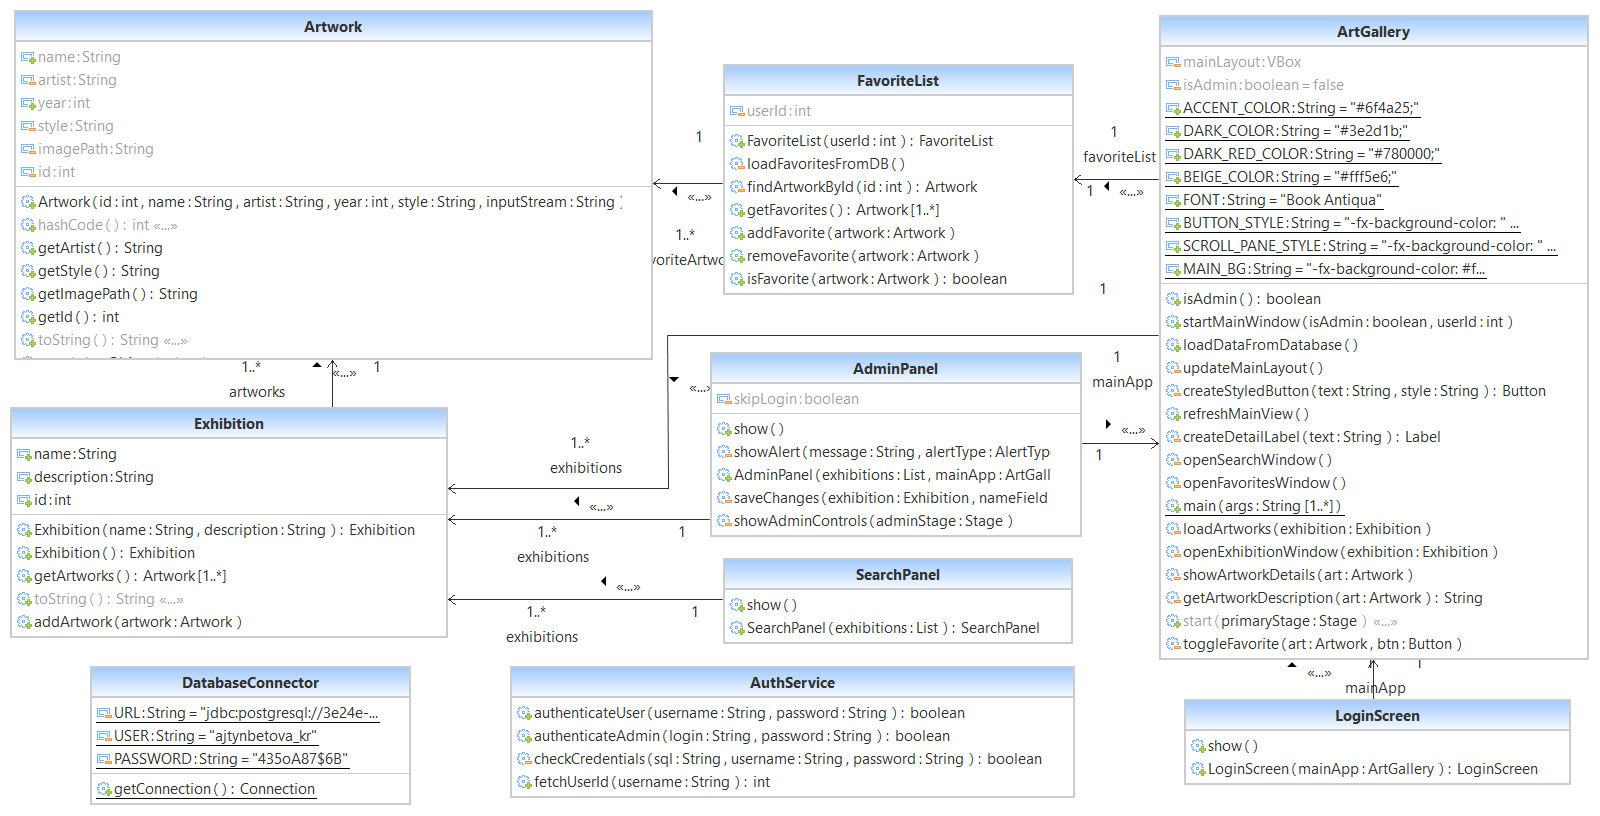 Artwork
name:String
artist:String
year:int
style:String
imagePath:String
id:int
Artwork(id:int, name:String, artist:String, year:int, style:String, inputStream:String)
hashCode(): int «...»
getArtist(): String
getStyle(): String
getImagePath(): String
getId(): int
toString(): String «...»
1..*
artworks
«...»
1
Exhibition
name:String
description:String
id:int
Exhibition(name:String, description:String): Exhibition
Exhibition(): Exhibition
getArtworks(): Artwork[1..*]
toString(): String «...»
addArtwork(artwork:Artwork)
FavoriteList
userId:int
FavoriteList(userId:int): FavoriteList
loadFavoritesFromDB()
findArtworkById(id:int): Artwork
getFavorites(): Artwork[1..*]
addFavorite(artwork:Artwork)
removeFavorite(artwork:Artwork)
isFavorite(artwork:Artwork): boolean
1
«...»
1..*
voriteArtwo
1
favoriteList
1
«...»
1
ArtGallery
mainLayout:VBox
isAdmin:boolean = false
ACCENT_COLOR:String = "#6f4a25;"
DARK_COLOR:String = "#3e2d1b;"
DARK_RED_COLOR:String = "#780000;"
BEIGE_COLOR:String = "#fff5e6;"
FONT:String = "Book Antiqua"
BUTTON_STYLE:String = "-fx-background-color: " ...
SCROLL_PANE_STYLE:String = "-fx-background-color: " ...
MAIN_BG:String = "-fx-background-color: #f...
isAdmin(): boolean
startMainWindow(isAdmin:boolean, userId:int)
loadDataFromDatabase()
updateMainLayout()
createStyledButton(text:String, style:String): Button
refreshMainView()
createDetailLabel(text:String): Label
openSearchWindow()
openFavoritesWindow()
main(args:String[1..*])
loadArtworks(exhibition:Exhibition)
openExhibitionWindow(exhibition:Exhibition)
showArtworkDetails(art:Artwork)
getArtworkDescription(art:Artwork): String
start(primaryStage:Stage) «...»
toggleFavorite(art:Artwork, btn:Button)
AdminPanel
skipLogin:boolean
show()
showAlert(message:String, alertType:AlertTyp
AdminPanel(exhibitions:List, mainApp:ArtGall
saveChanges(exhibition:Exhibition, nameField
showAdminControls(adminStage:Stage)
«...»
1..*
exhibitions
«...»
1..*
exhibitions
1
1
mainApp
«...»
1
SearchPanel
show()
SearchPanel(exhibitions:List): SearchPanel
«...»
1..*
exhibitions
1
DatabaseConnector
URL:String = "jdbc:postgresql://3e24e-...
USER:String = "ajtynbetova_kr"
PASSWORD:String = "435oA87$6B"
getConnection(): Connection
AuthService
authenticateUser(username:String, password:String): boolean
authenticateAdmin(login:String, password:String): boolean
checkCredentials(sql:String, username:String, password:String): boolean
fetchUserId(username:String): int
«...»
1
mainApp
LoginScreen
show()
LoginScreen(mainApp:ArtGallery): LoginScreen